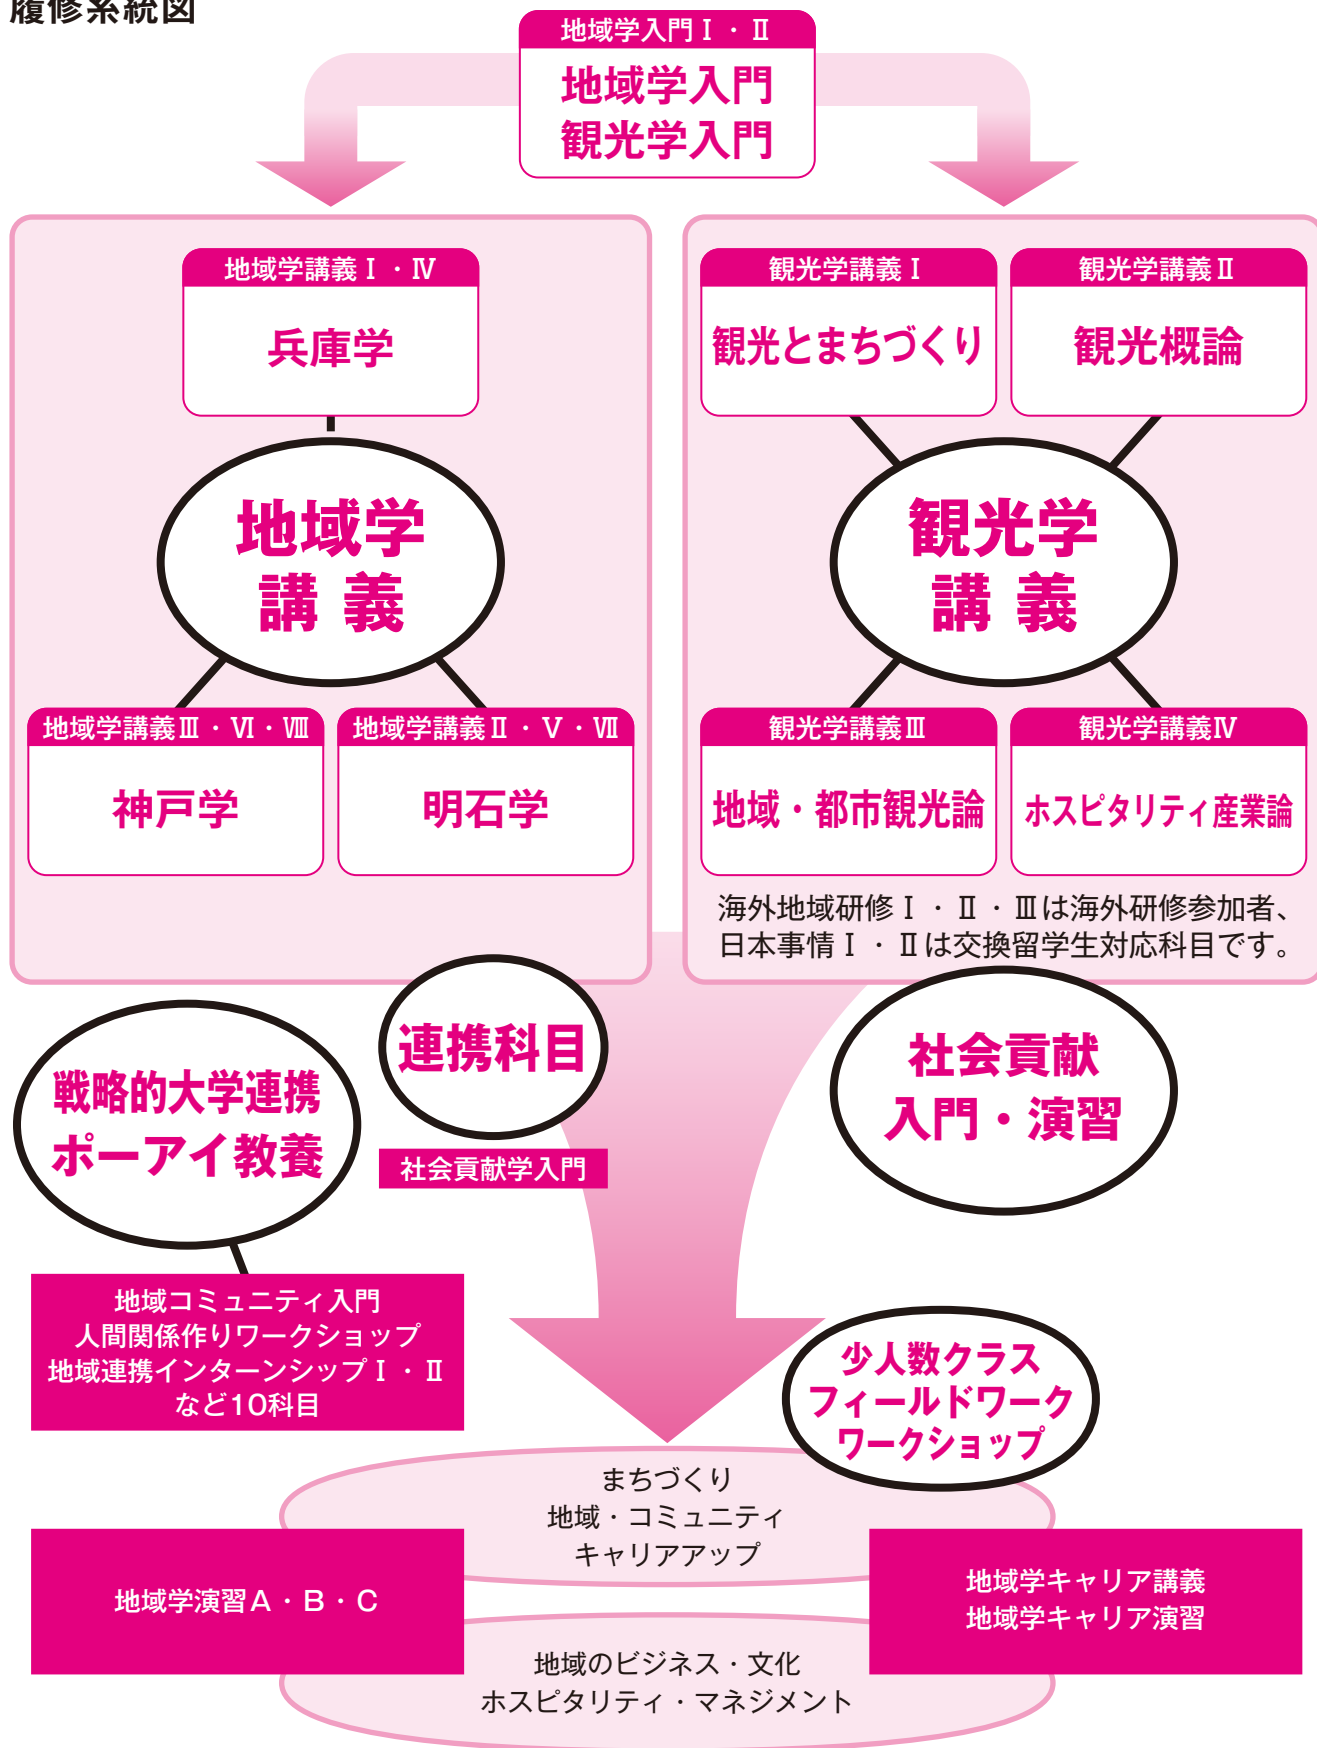 履修系統図
地域学入門Ⅰ・Ⅱ
地域学入門
観光学入門
地域学講義Ⅰ・Ⅳ
兵庫学
地域学
講 義
地域学講義Ⅲ・Ⅵ・Ⅷ
神戸学
地域学講義Ⅱ・Ⅴ・Ⅶ
明石学
観光学講義Ⅰ
観光とまちづくり
観光学講義Ⅱ
観光概論
観光学
講 義
観光学講義Ⅲ
地域・都市観光論
観光学講義Ⅳ
ホスピタリティ産業論
海外地域研修Ⅰ・Ⅱ・Ⅲは海外研修参加者、
日本事情Ⅰ・Ⅱは交換留学生対応科目です。
戦略的大学連携
ポーアイ教養
連携科目
社会貢献学入門
社会貢献
入門・演習
地域コミュニティ入門
人間関係作りワークショップ
地域連携インターンシップⅠ・Ⅱ
など10科目
少人数クラス
フィールドワーク
ワークショップ
まちづくり
地域・コミュニティ
キャリアアップ
地域学演習A・B・C
地域学キャリア講義
地域学キャリア演習
地域のビジネス・文化
ホスピタリティ・マネジメント